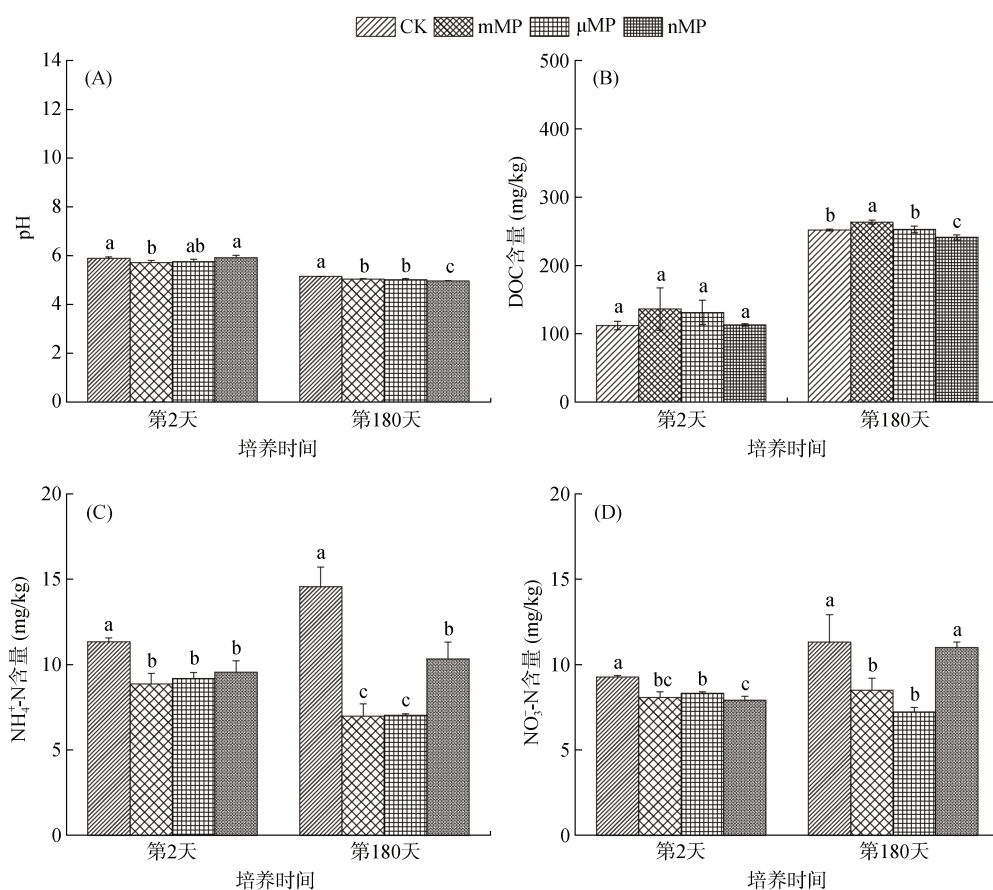 CK mMP μMP nMP
(A)
pH
14
12
10
8
6
4
2
0
a b ab a
a b b c
第2天 第180天
培养时间
(B)
DOC含量 (mg/kg)
500
400
300
200
100
0
a a a a
b a b c
第2天 第180天
培养时间
(C)
NH₄⁺-N含量 (mg/kg)
20
15
10
5
0
a b b b
a c c b
第2天 第180天
培养时间
(D)
NO₃⁻-N含量 (mg/kg)
20
15
10
5
0
a bc b c
a b b a
第2天 第180天
培养时间